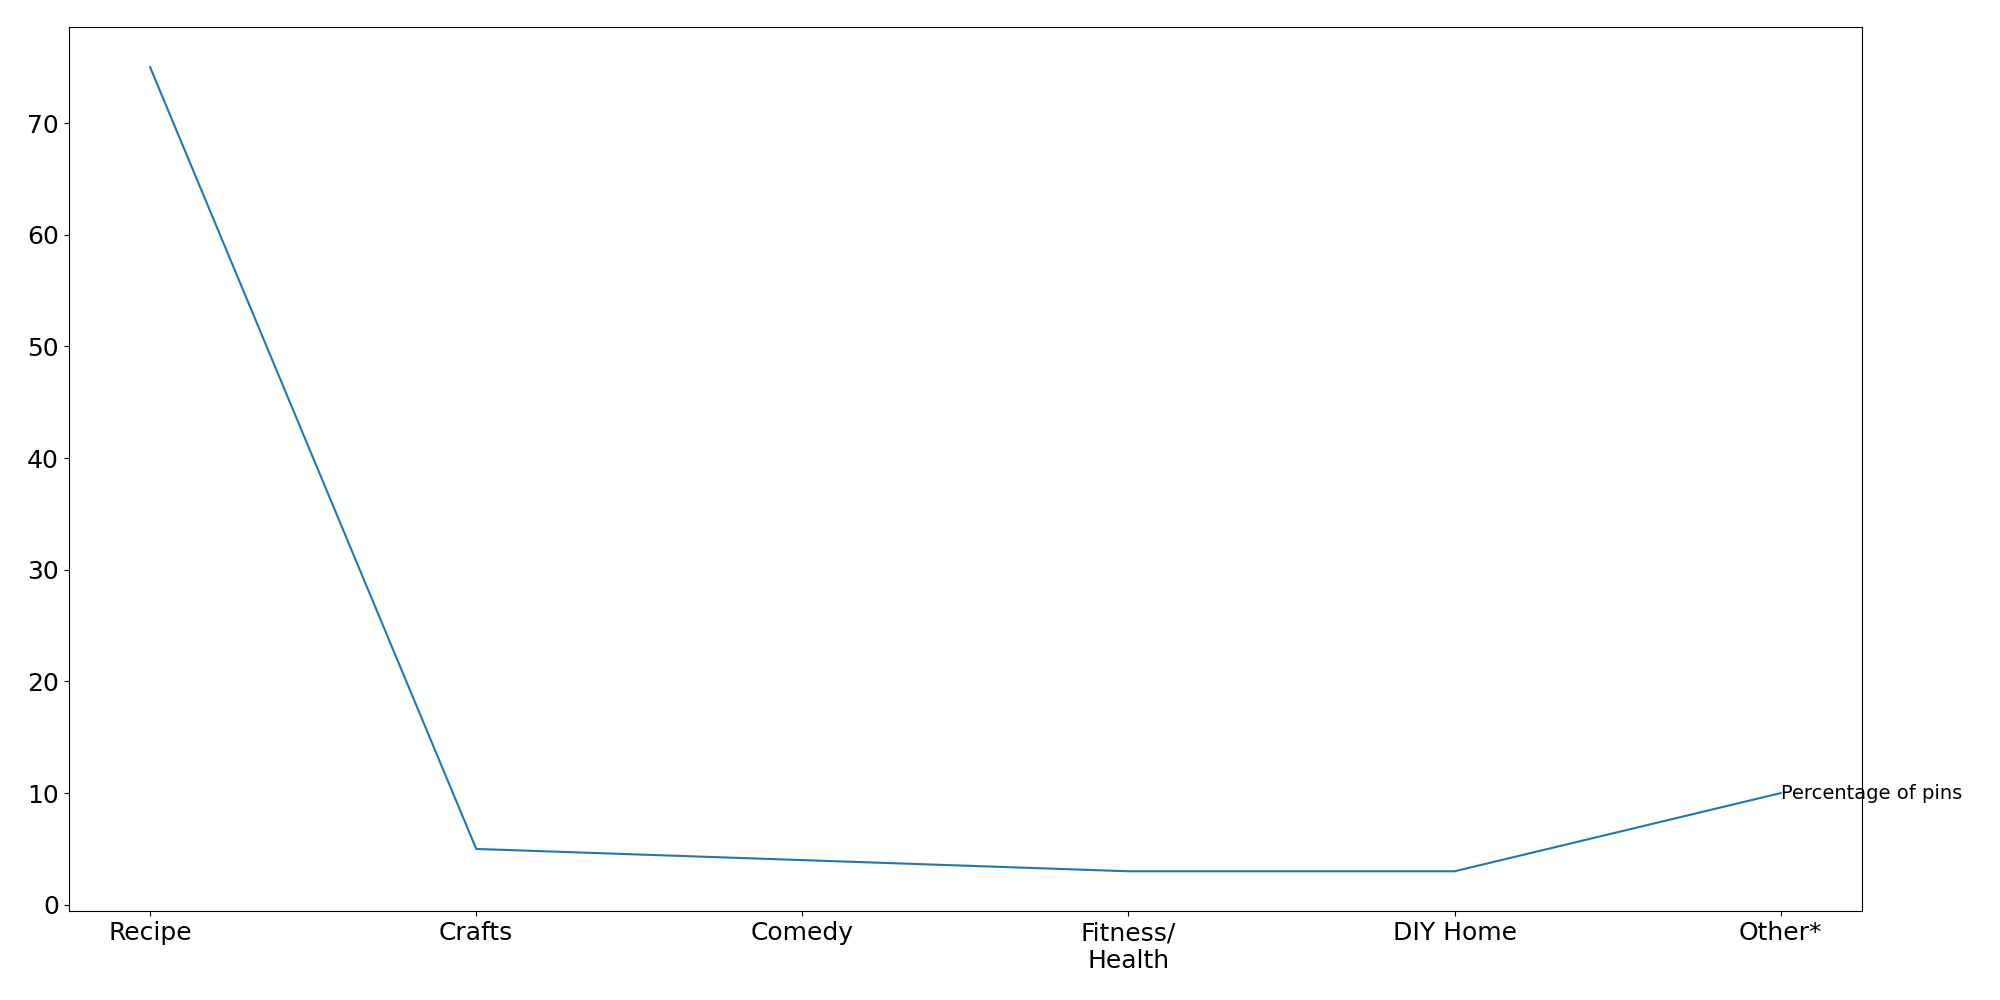 70
60
50
40
30
20
10
0
Percentage of pins
Recipe
Crafts
Comedy
Fitness/
Health
DIY Home
Other*